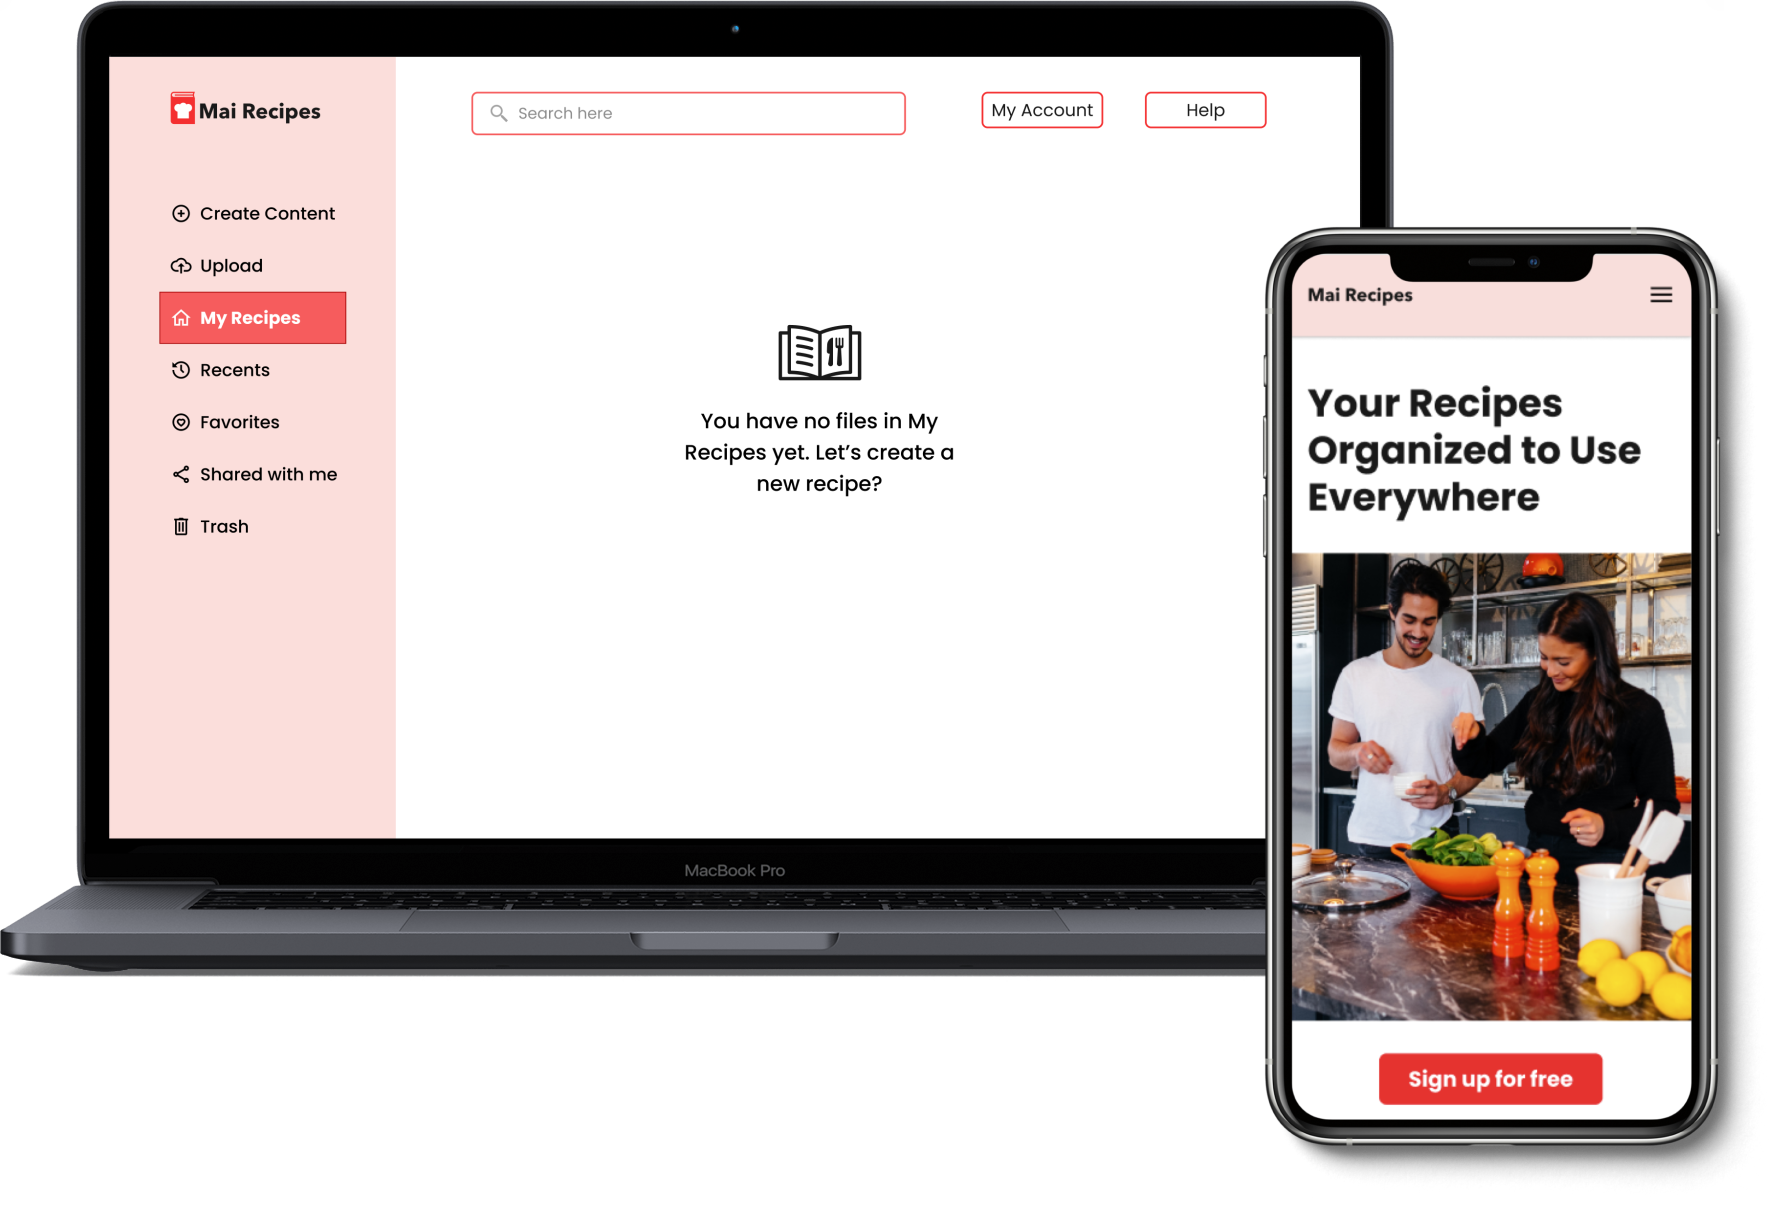 Mai Recipes
Search here
My Account
Help
Create Content
Upload
My Recipes
Recents
Favorites
Shared with me
Trash
You have no files in My
Recipes yet. Let’s create a
new recipe?
MacBook Pro
Mai Recipes
Your Recipes
Organized to Use
Everywhere
Sign up for free